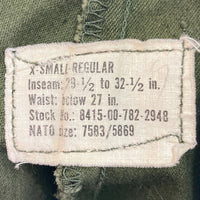 X-SMALL-REGULAR
Inseam: 29-1/2 to 32-1/2 in.
Waist: below 27 in.
Stock No.: 8415-00-782-2948
NATO size: 7583/5869